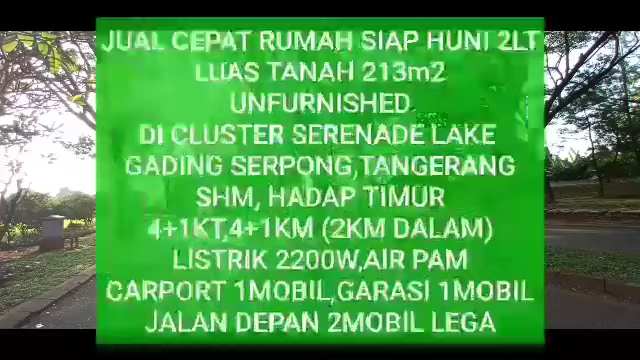 JUAL CEPAT RUMAH SIAP HUNI 2LT
LUAS TANAH 213m2
UNFURNISHED
DI CLUSTER SERENADE LAKE
GADING SERPONG,TANGERANG
SHM, HADAP TIMUR
4+1KT,4+1KM (2KM DALAM)
LISTRIK 2200W,AIR PAM
CARPORT 1MOBIL,GARASI 1MOBIL
JALAN DEPAN 2MOBIL LEGA